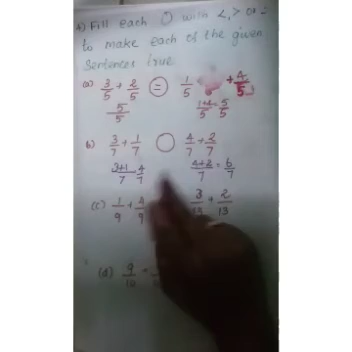 4) Fill each ○ with <, > or =
to make each of the given
Sentences true
(a) 3/5 + 2/5 = 1/5 + 4/5
5/5 1+4/5 = 5/5
b) 3/7 + 1/7 ○ 4/7 + 2/7
3+1/7 = 4/7 4+2/7 = 6/7
(c) 1/9 + 2/9 3/13 + 2/13
(d) 9/10